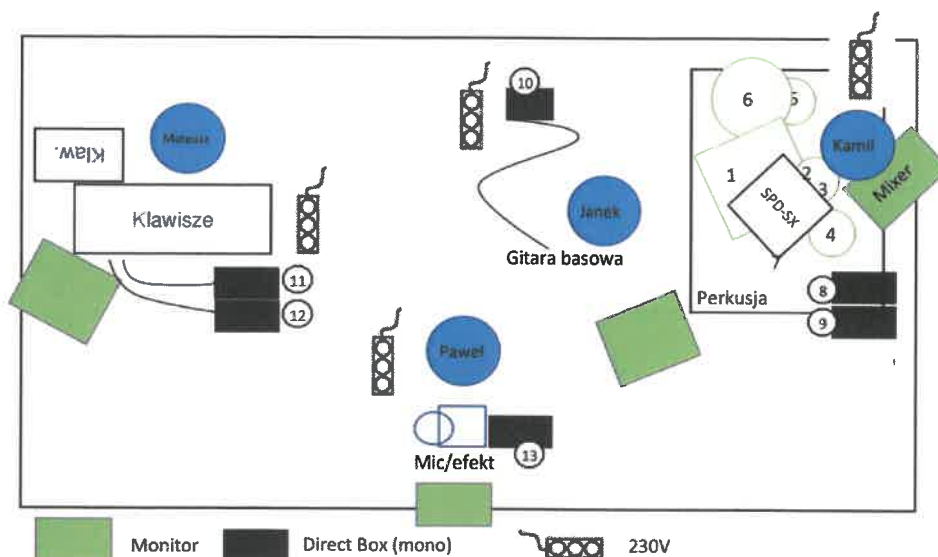 10
6
5
Mateusz
Kamil
Klaw.
1
2
3
Mixer
SPD-SX
Klawisze
Janek
4
Gitara basowa
11
8
Perkusja
12
9
Paweł
Mic/efekt
13
Monitor
Direct Box (mono)
230V